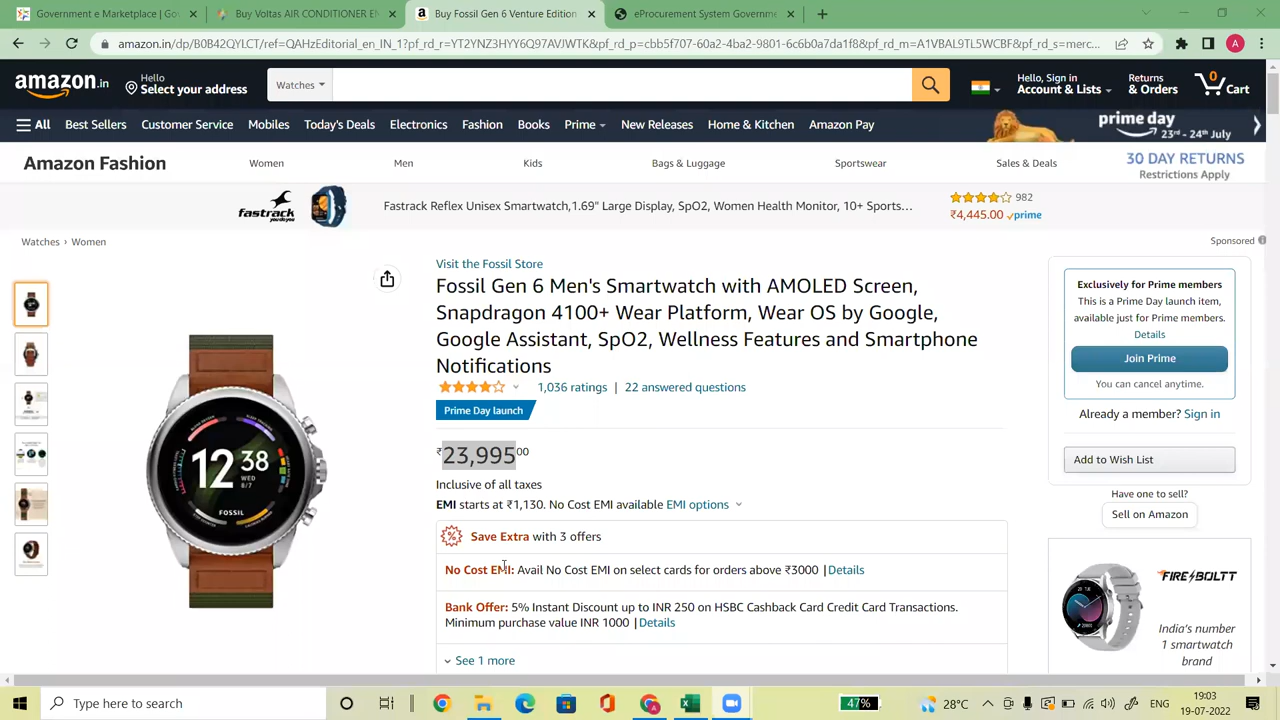 Government e Marketplace | Gov
Buy Voltas AIR CONDITIONER EN
Buy Fossil Gen 6 Venture Edition
eProcurement System Governme
amazon.in/dp/B0B42QYLCT/ref=QAHzEditorial_en_IN_1?pf_rd_r=YT2YNZ3HYY6Q97AVJWTK&pf_rd_p=cbb5f707-60a2-4ba2-9801-6c6b0a7da1f8&pf_rd_m=A1VBAL9TL5WCBF&pf_rd_s=merc...
A
amazon.in
Hello
Select your address
Watches
Hello, Sign in
Account & Lists
Returns
& Orders
0
Cart
All
Best Sellers
Customer Service
Mobiles
Today's Deals
Electronics
Fashion
Books
Prime
New Releases
Home & Kitchen
Amazon Pay
prime day
23rd - 24th July
Amazon Fashion
Women
Men
Kids
Bags & Luggage
Sportswear
Sales & Deals
30 DAY RETURNS
Restrictions Apply
fastrack
Fastrack Reflex Unisex Smartwatch,1.69" Large Display, SpO2, Women Health Monitor, 10+ Sports...
982
₹4,445.00 prime
Watches › Women
Sponsored
Visit the Fossil Store
Fossil Gen 6 Men's Smartwatch with AMOLED Screen,
Snapdragon 4100+ Wear Platform, Wear OS by Google,
Google Assistant, SpO2, Wellness Features and Smartphone
Notifications
1,036 ratings | 22 answered questions
Prime Day launch
₹23,99500
Inclusive of all taxes
EMI starts at ₹1,130. No Cost EMI available EMI options
Save Extra with 3 offers
No Cost EMI: Avail No Cost EMI on select cards for orders above ₹3000 |Details
Bank Offer: 5% Instant Discount up to INR 250 on HSBC Cashback Card Credit Card Transactions.
Minimum purchase value INR 1000 |Details
See 1 more
12 38
WED
8/7
FOSSIL
Exclusively for Prime members
This is a Prime Day launch item,
available just for Prime members.
Details
Join Prime
You can cancel anytime.
Already a member? Sign in
Add to Wish List
Have one to sell?
Sell on Amazon
FIRE BOLTT
India's number
1 smartwatch
brand
Type here to search
47%
28°C
ENG
19:03
19-07-2022